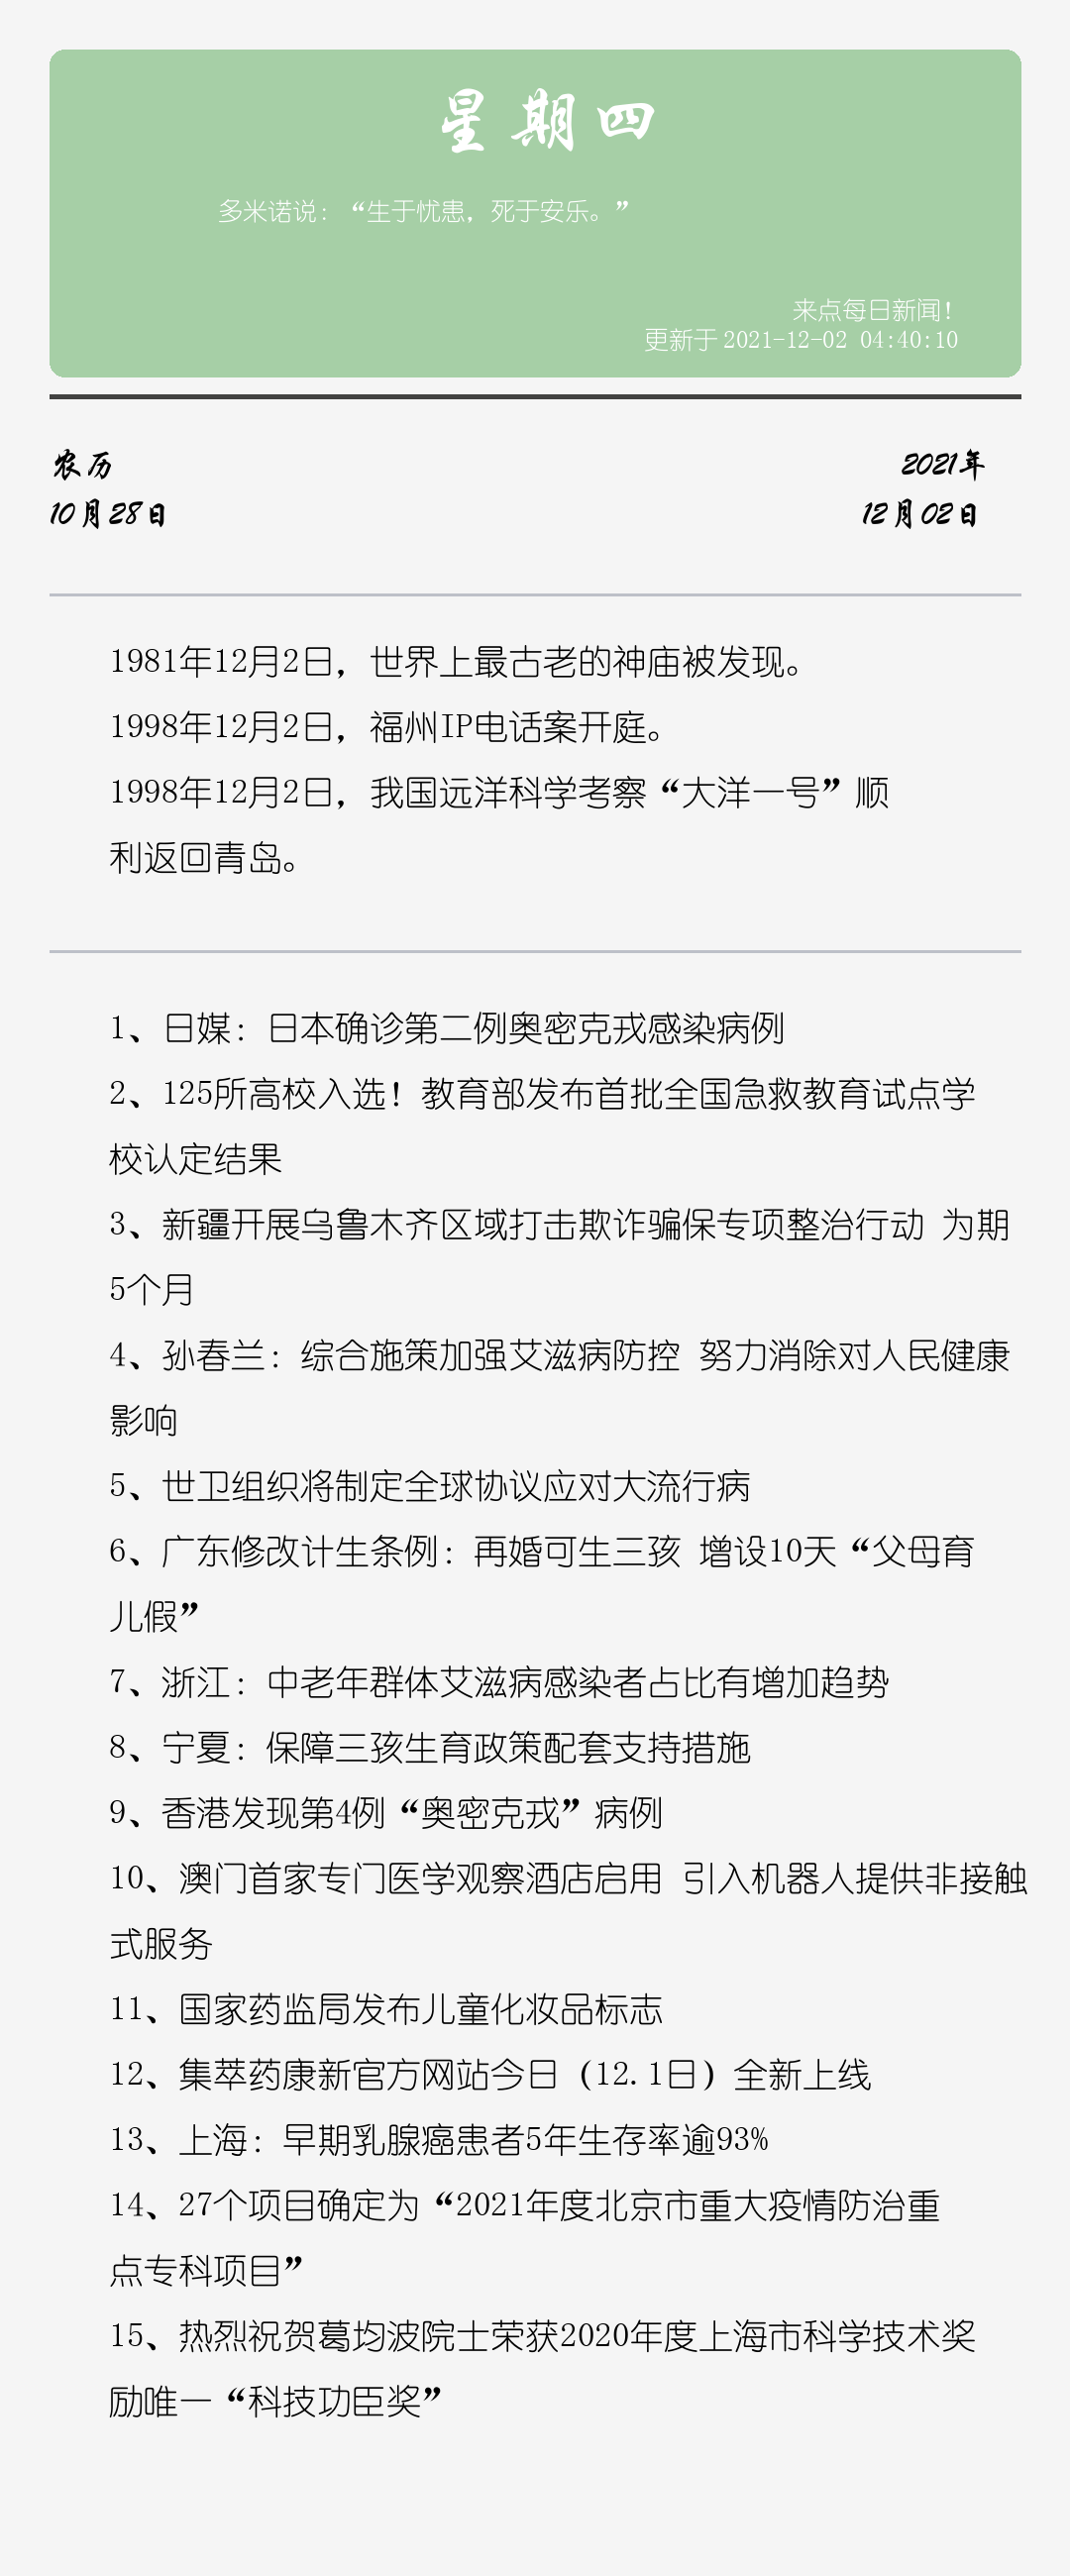 星期四
多米诺说：“生于忧患，死于安乐。”
来点每日新闻！
更新于 2021-12-02 04:40:10
农历
2021年
10月28日
12月02日
1981年12月2日，世界上最古老的神庙被发现。
1998年12月2日，福州IP电话案开庭。
1998年12月2日，我国远洋科学考察“大洋一号”顺
利返回青岛。
1、日媒：日本确诊第二例奥密克戎感染病例
2、125所高校入选！教育部发布首批全国急救教育试点学
校认定结果
3、新疆开展乌鲁木齐区域打击欺诈骗保专项整治行动 为期
5个月
4、孙春兰：综合施策加强艾滋病防控 努力消除对人民健康
影响
5、世卫组织将制定全球协议应对大流行病
6、广东修改计生条例：再婚可生三孩 增设10天“父母育
儿假”
7、浙江：中老年群体艾滋病感染者占比有增加趋势
8、宁夏：保障三孩生育政策配套支持措施
9、香港发现第4例“奥密克戎”病例
10、澳门首家专门医学观察酒店启用 引入机器人提供非接触
式服务
11、国家药监局发布儿童化妆品标志
12、集萃药康新官方网站今日（12.1日）全新上线
13、上海：早期乳腺癌患者5年生存率逾93%
14、27个项目确定为“2021年度北京市重大疫情防治重
点专科项目”
15、热烈祝贺葛均波院士荣获2020年度上海市科学技术奖
励唯一“科技功臣奖”